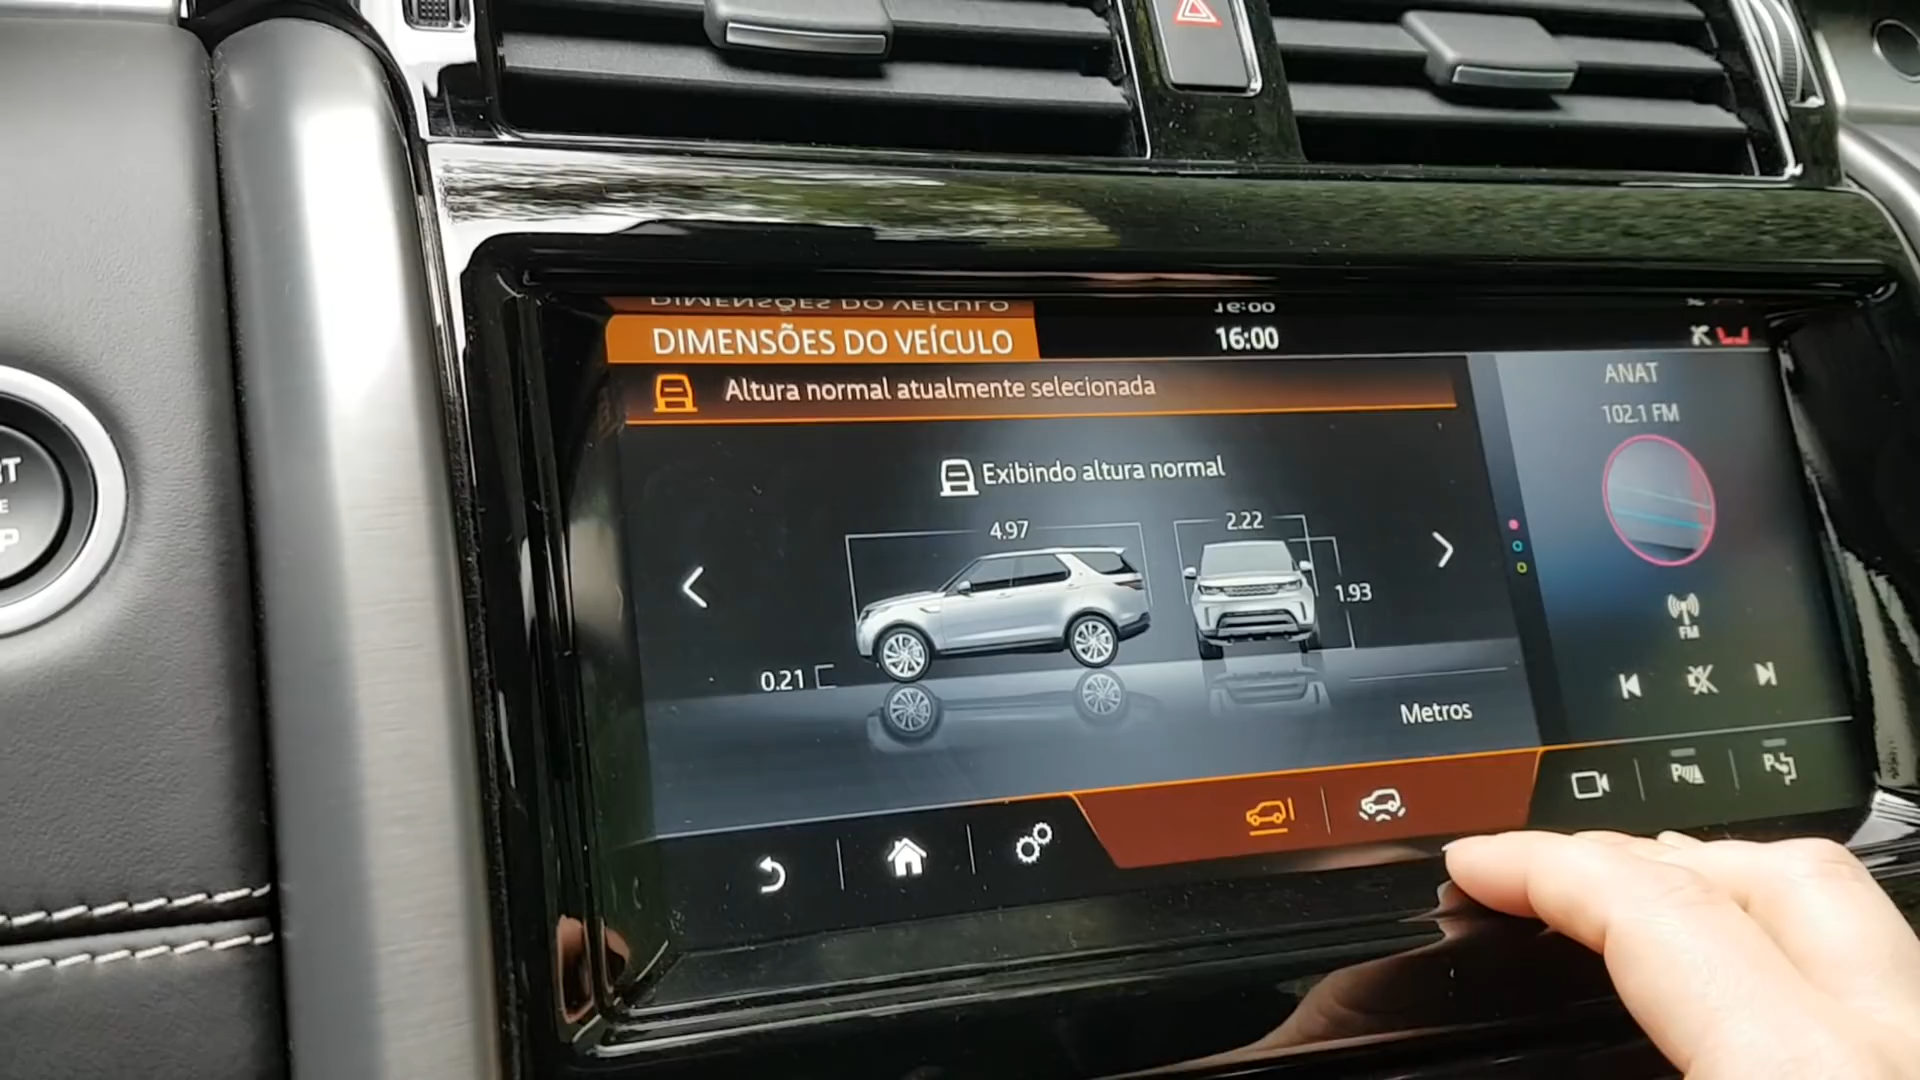 DIMENSÕES DO VEÍCULO
16:00
Altura normal atualmente selecionada
ANAT
102.1 FM
Exibindo altura normal
4.97
2.22
1.93
0.21
FM
Metros
P
P